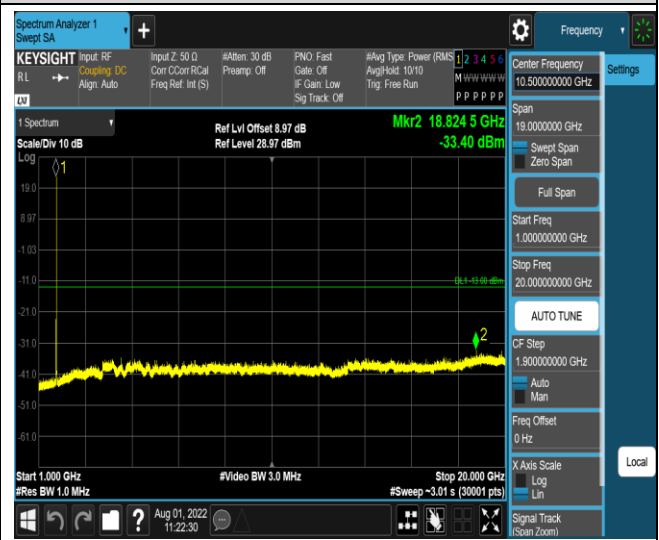 Spectrum Analyzer 1
Swept SA
+
Frequency
KEYSIGHT
Input: RF
Input Z: 50 Ω
#Atten: 30 dB
PNO: Fast
#Avg Type: Power (RMS
1 2 3 4 5 6
RL
Coupling: DC
Corr CCorr RCal
Preamp: Off
Gate: Off
Avg|Hold: 10/10
M W W W W W
Align: Auto
Freq Ref: Int (S)
IF Gain: Low
Trig: Free Run
P P P P P P
Sig Track: Off
LXI
1 Spectrum
Scale/Div 10 dB
Ref Lvl Offset 8.97 dB
Ref Level 28.97 dBm
Mkr2 18.824 5 GHz
-33.40 dBm
Log
1
19.0
8.97
-1.03
-11.0
DL1 -13.00 dBm
-21.0
-31.0
2
-41.0
-51.0
-61.0
Start 1.000 GHz
#Video BW 3.0 MHz
Stop 20.000 GHz
#Res BW 1.0 MHz
#Sweep ~3.01 s (30001 pts)
?
Aug 01, 2022
11:22:30
Center Frequency
10.500000000 GHz
Settings
Span
19.0000000 GHz
Swept Span
Zero Span
Full Span
Start Freq
1.000000000 GHz
Stop Freq
20.000000000 GHz
AUTO TUNE
CF Step
1.900000000 GHz
Auto
Man
Freq Offset
0 Hz
X Axis Scale
Log
Lin
Local
Signal Track
(Span Zoom)